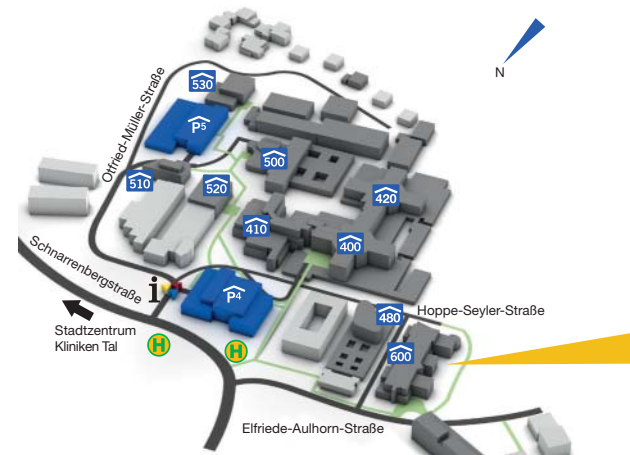 N
530
Otfried-Müller-Straße
P5
500
510
520
420
410
400
Schnarrenbergstraße
i
P4
Hoppe-Seyler-Straße
480
Stadtzentrum
Kliniken Tal
H
H
600
Elfriede-Aulhorn-Straße